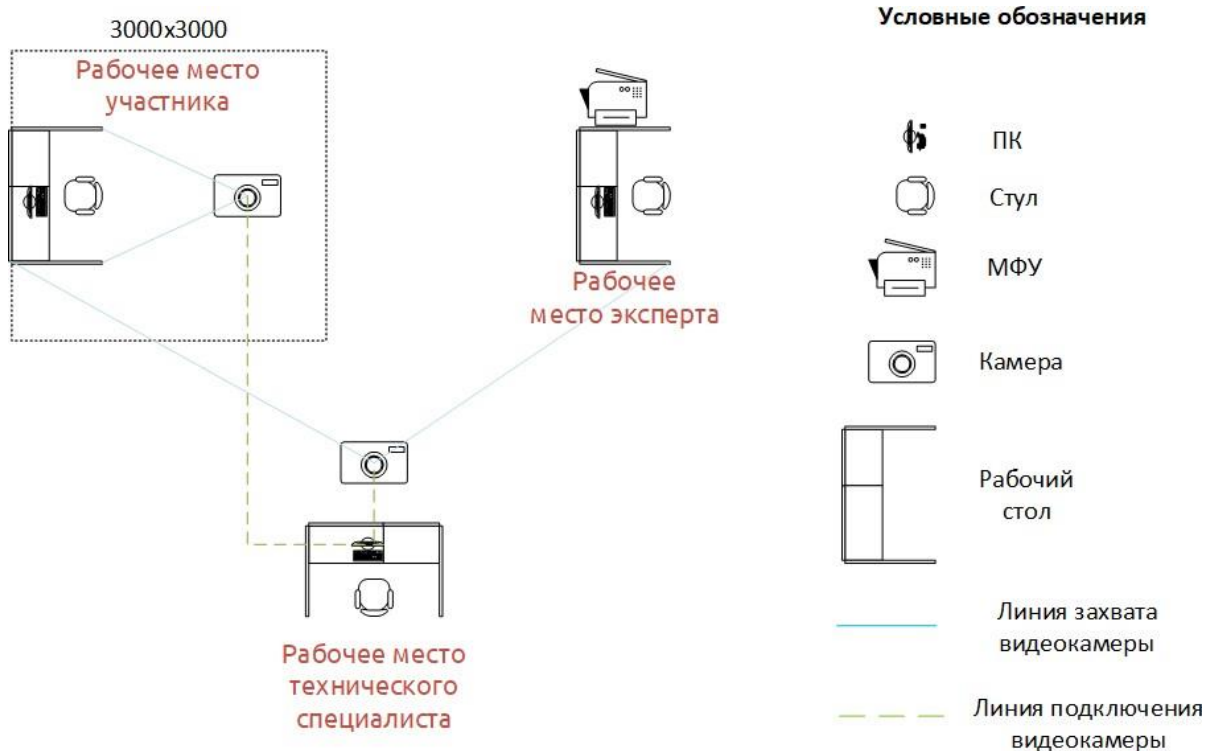 3000х3000
Рабочее место
участника
Рабочее
место эксперта
Рабочее место
технического
специалиста
Условные обозначения
ПК
Стул
МФУ
Камера
Рабочий
стол
Линия захвата
видеокамеры
Линия подключения
видеокамеры